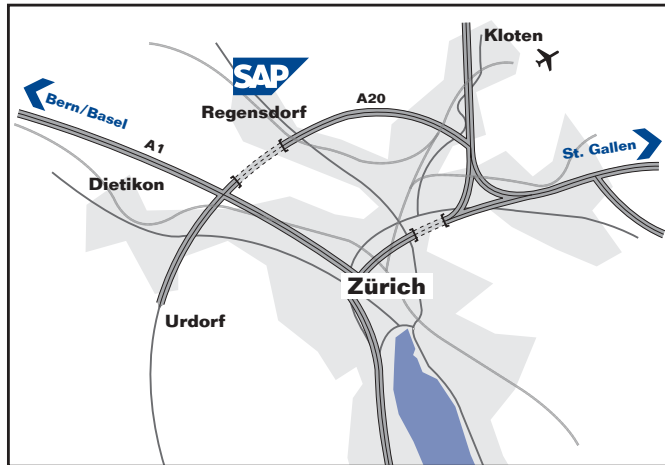 Kloten
SAP
Regensdorf
A20
Bern/Basel
A1
St. Gallen
Dietikon
Zürich
Urdorf